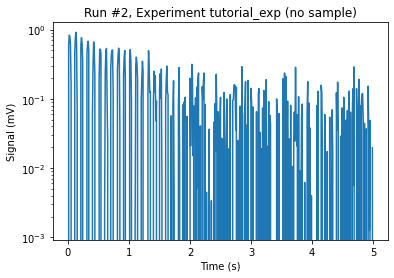 Run #2, Experiment tutorial_exp (no sample)
Signal (mV)
10⁰
10⁻¹
10⁻²
10⁻³
0 1 2 3 4 5
Time (s)